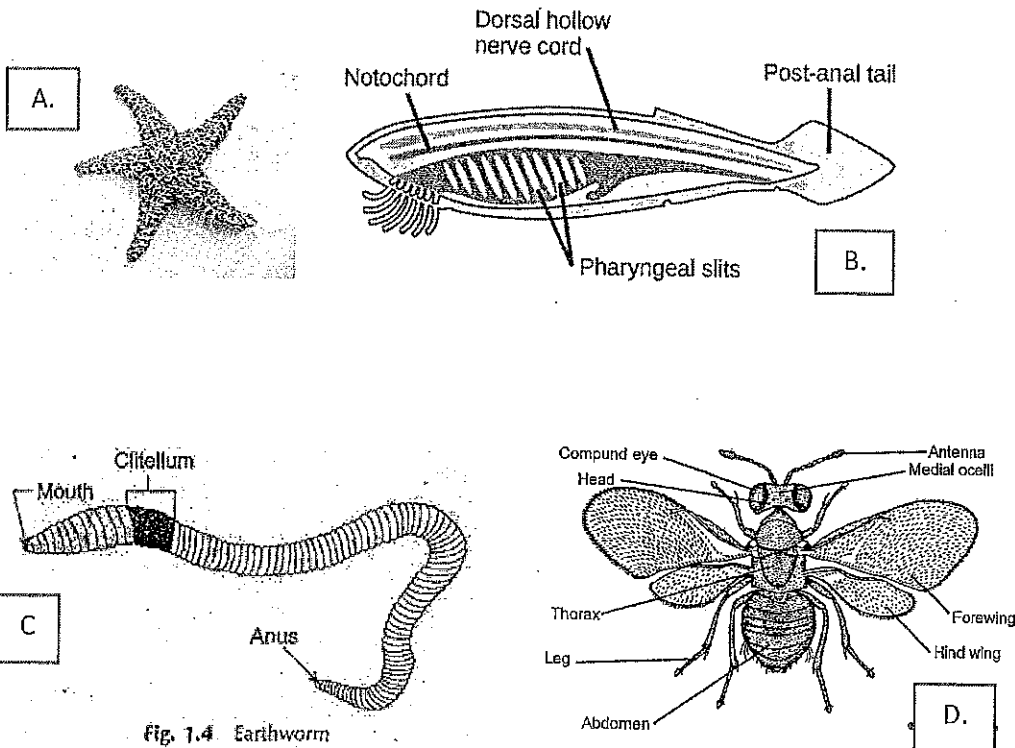 A.
Dorsal hollow
nerve cord
Notochord
Post-anal tail
Pharyngeal slits
B.
Clitellum
Mouth
Anus
C
Fig. 1.4 Earthworm
Compund eye
Antenna
Head
Medial ocelli
Thorax
Forewing
Leg
Hind wing
Abdomen
D.